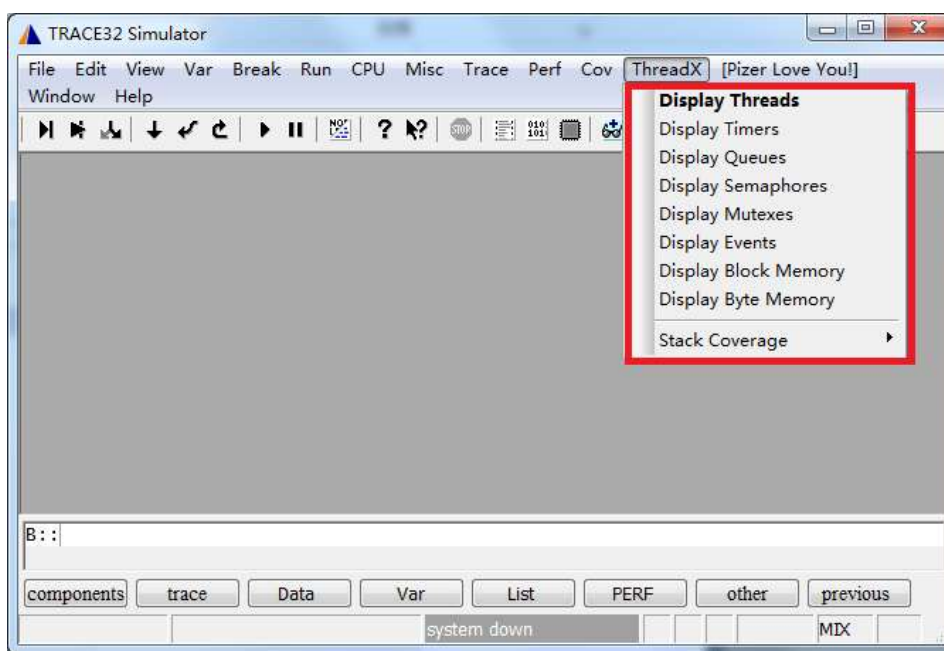 TRACE32 Simulator
File Edit View Var Break Run CPU Misc Trace Perf Cov ThreadX [Pizer Love You!]
Window Help
Display Threads
Display Timers
Display Queues
Display Semaphores
Display Mutexes
Display Events
Display Block Memory
Display Byte Memory
Stack Coverage
B::
components trace Data Var List PERF other previous
system down MIX